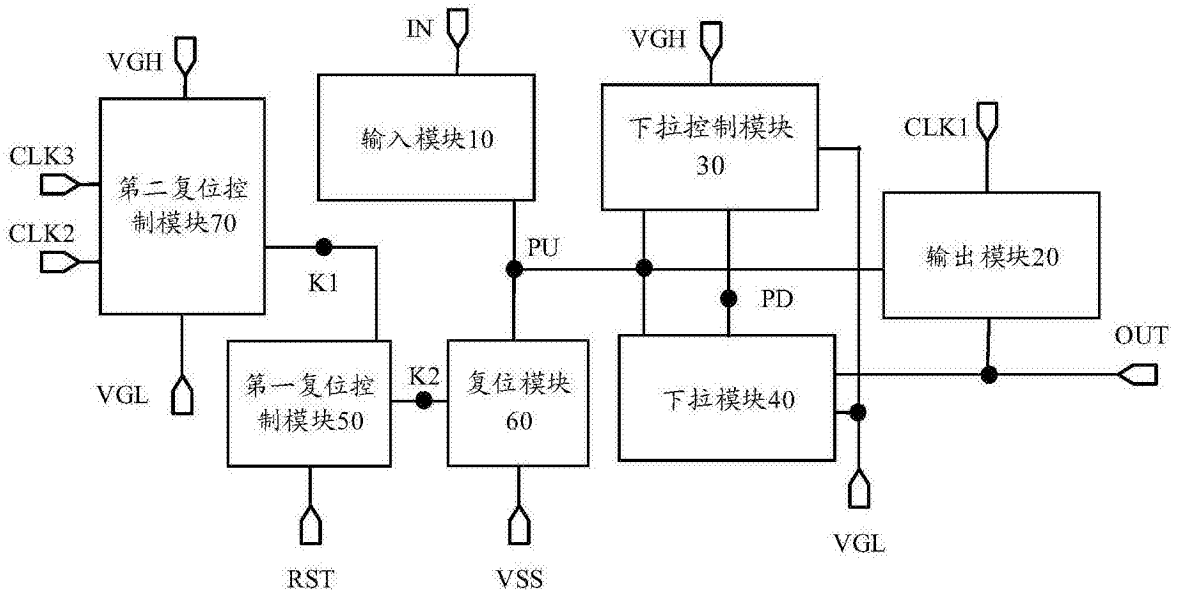 IN
VGH
VGH
CLK1
输入模块10
下拉控制模块
30
CLK3
第二复位控
制模块70
CLK2
K1
PU
输出模块20
PD
OUT
VGL
第一复位控
制模块50
K2
复位模块
60
下拉模块40
RST
VSS
VGL